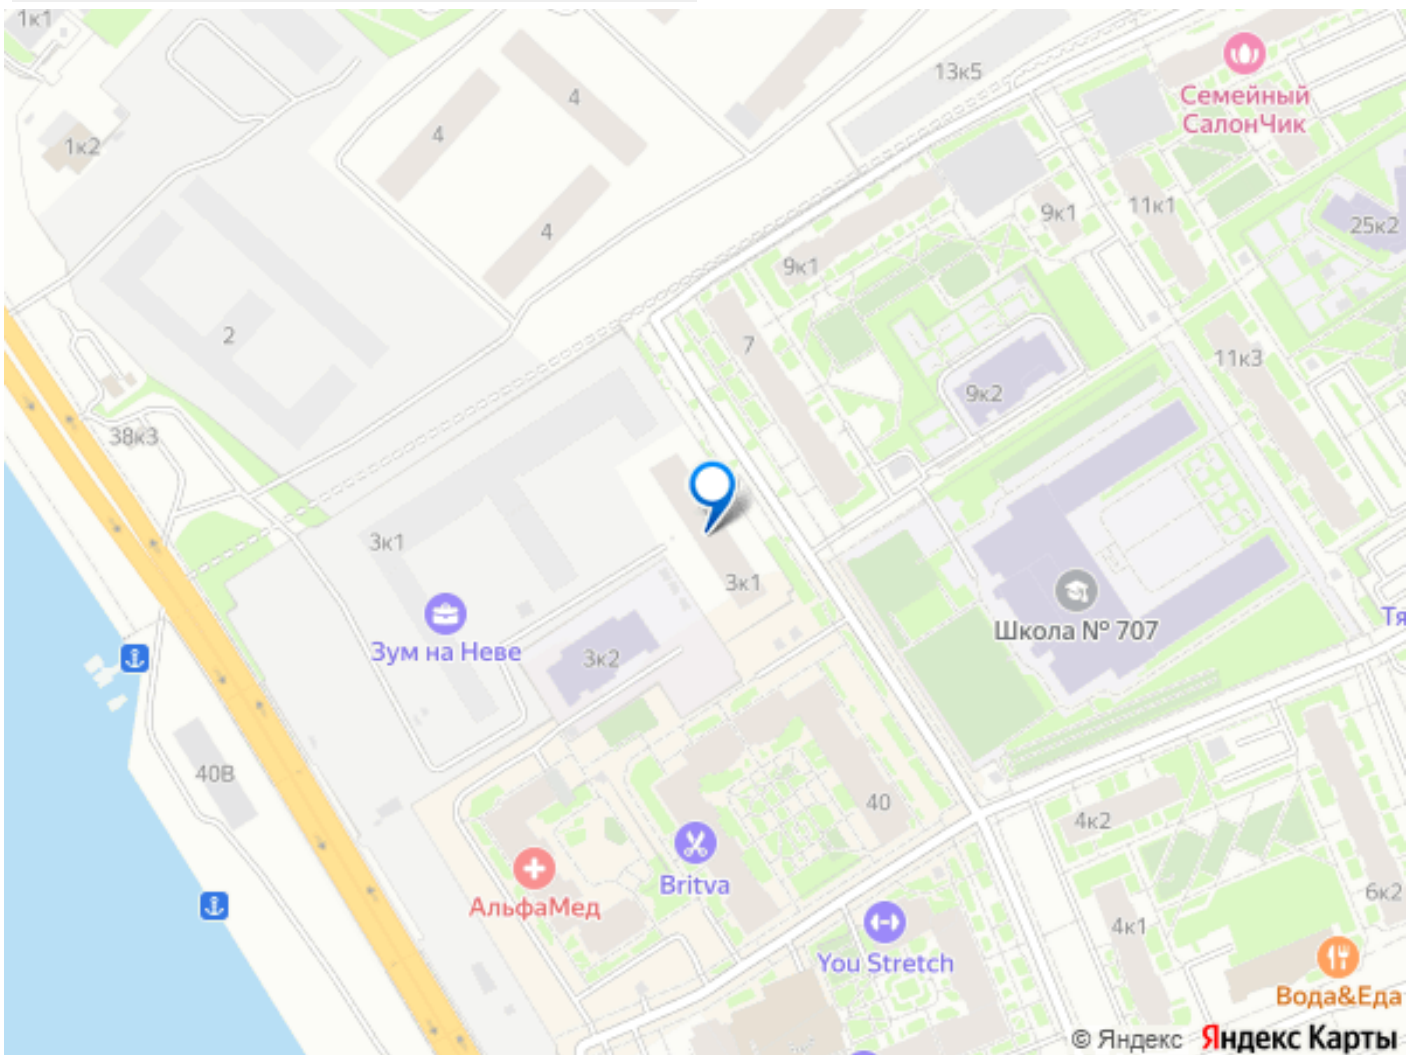 1к1
13к5
Семейный
СалонЧик
4
4
1к2
4
9к1
11к1
25к2
9к1
2
7
11к3
9к2
38к3
3к1
3к1
Зум на Неве
3к2
Школа № 707
Тя
40В
40
4к2
Britva
АльфаМед
6к2
4к1
You Stretch
Вода&Еда
© Яндекс Яндекс Карты